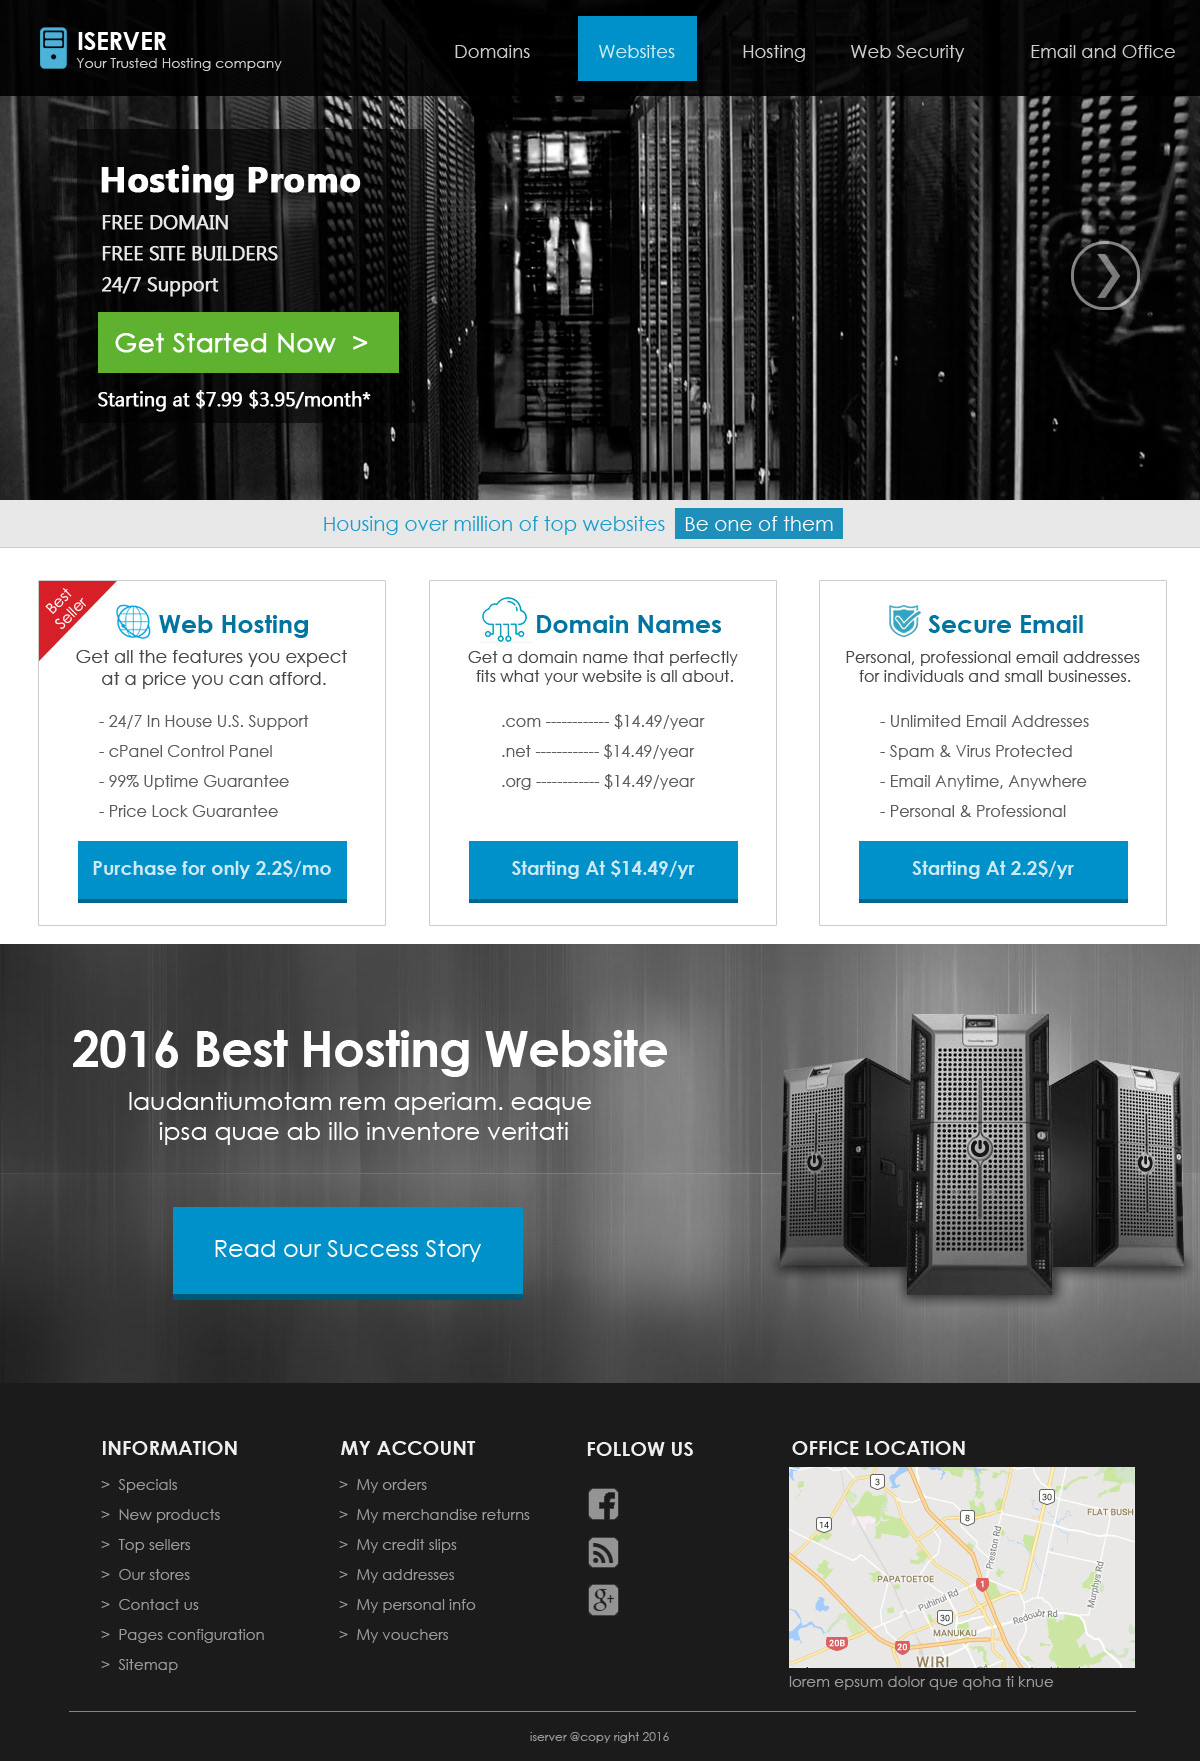 ISERVER
Your Trusted Hosting company
Domains
Websites
Hosting
Web Security
Email and Office
Hosting Promo
FREE DOMAIN
FREE SITE BUILDERS
24/7 Support
Get Started Now >
Starting at $7.99 $3.95/month*
Housing over million of top websites
Be one of them
Best
Seller
Web Hosting
Get all the features you expect
at a price you can afford.
- 24/7 In House U.S. Support
- cPanel Control Panel
- 99% Uptime Guarantee
- Price Lock Guarantee
Purchase for only 2.2$/mo
Domain Names
Get a domain name that perfectly
fits what your website is all about.
.com ------------ $14.49/year
.net ------------ $14.49/year
.org ------------ $14.49/year
Starting At $14.49/yr
Secure Email
Personal, professional email addresses
for individuals and small businesses.
- Unlimited Email Addresses
- Spam & Virus Protected
- Email Anytime, Anywhere
- Personal & Professional
Starting At 2.2$/yr
2016 Best Hosting Website
laudantiumotam rem aperiam. eaque
ipsa quae ab illo inventore veritati
Read our Success Story
INFORMATION
> Specials
> New products
> Top sellers
> Our stores
> Contact us
> Pages configuration
> Sitemap
MY ACCOUNT
> My orders
> My merchandise returns
> My credit slips
> My addresses
> My personal info
> My vouchers
FOLLOW US
g+
OFFICE LOCATION
3
30
8
14
FLAT BUSH
Preston Rd
PAPATOETOE
1
Puhinui Rd
Murphys Rd
30
Redoubt Rd
MANUKAU
20B
20
WIRI
lorem epsum dolor que qoha ti knue
iserver @copy right 2016